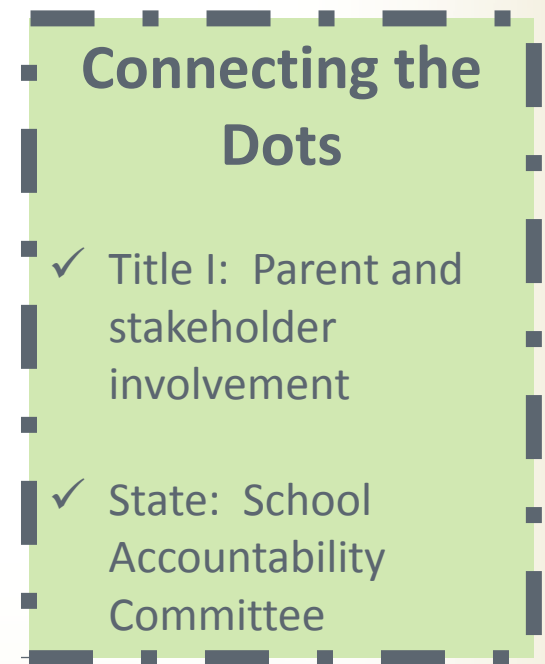 Connecting the
Dots
✓ Title I: Parent and
stakeholder
involvement
✓ State: School
Accountability
Committee